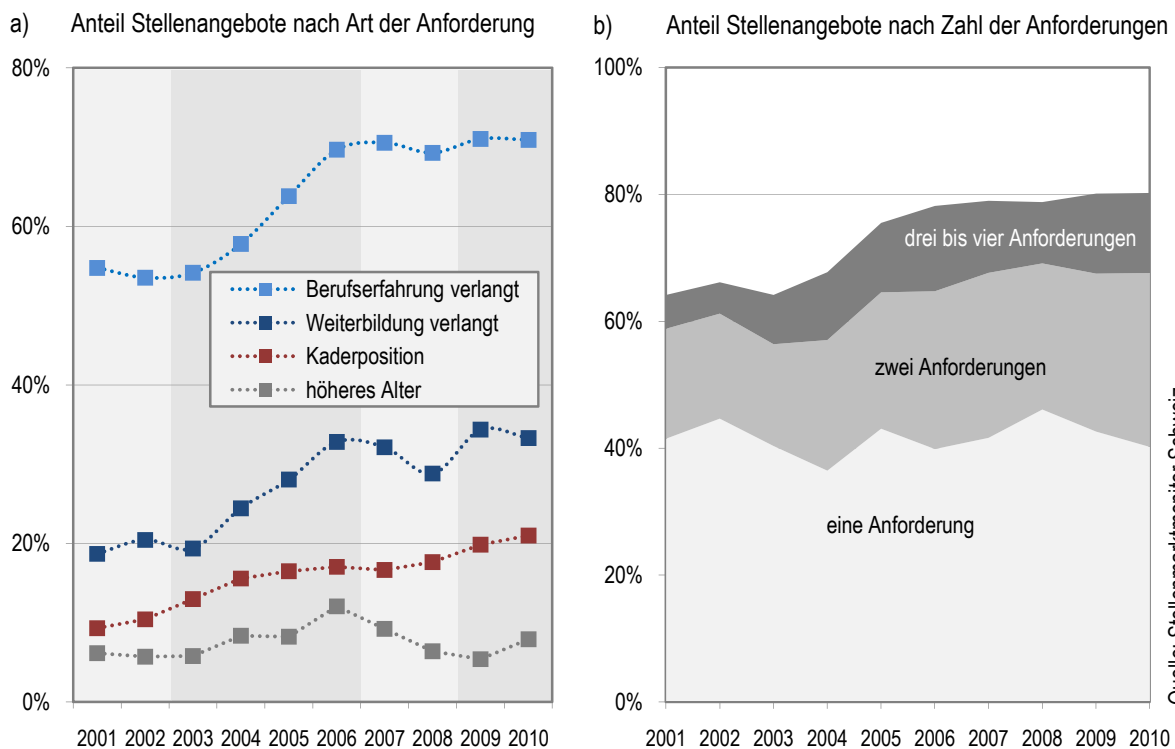 a) Anteil Stellenangebote nach Art der Anforderung
80%
60%
40%
20%
0%
Berufserfahrung verlangt
Weiterbildung verlangt
Kaderposition
höheres Alter
2001 2002 2003 2004 2005 2006 2007 2008 2009 2010
b) Anteil Stellenangebote nach Zahl der Anforderungen
100%
80%
60%
40%
20%
0%
drei bis vier Anforderungen
zwei Anforderungen
eine Anforderung
2001 2002 2003 2004 2005 2006 2007 2008 2009 2010
Quelle: Stellenmarktmonitor Schweiz